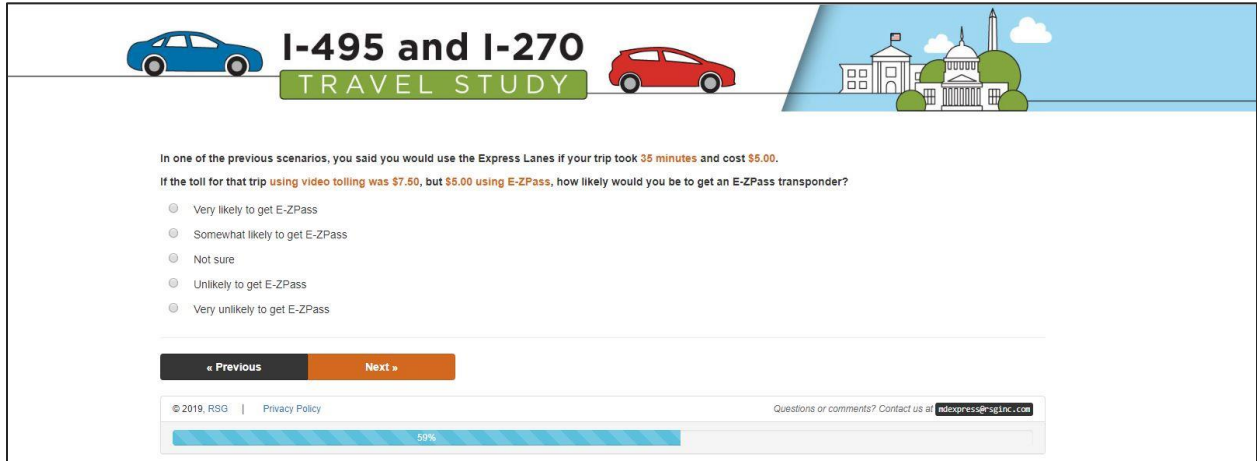 I-495 and I-270
TRAVEL STUDY
In one of the previous scenarios, you said you would use the Express Lanes if your trip took 35 minutes and cost $5.00.
If the toll for that trip using video tolling was $7.50, but $5.00 using E-ZPass, how likely would you be to get an E-ZPass transponder?
Very likely to get E-ZPass
Somewhat likely to get E-ZPass
Not sure
Unlikely to get E-ZPass
Very unlikely to get E-ZPass
« Previous Next »
© 2019, RSG | Privacy Policy Questions or comments? Contact us at mdexpress@rsginc.com
59%